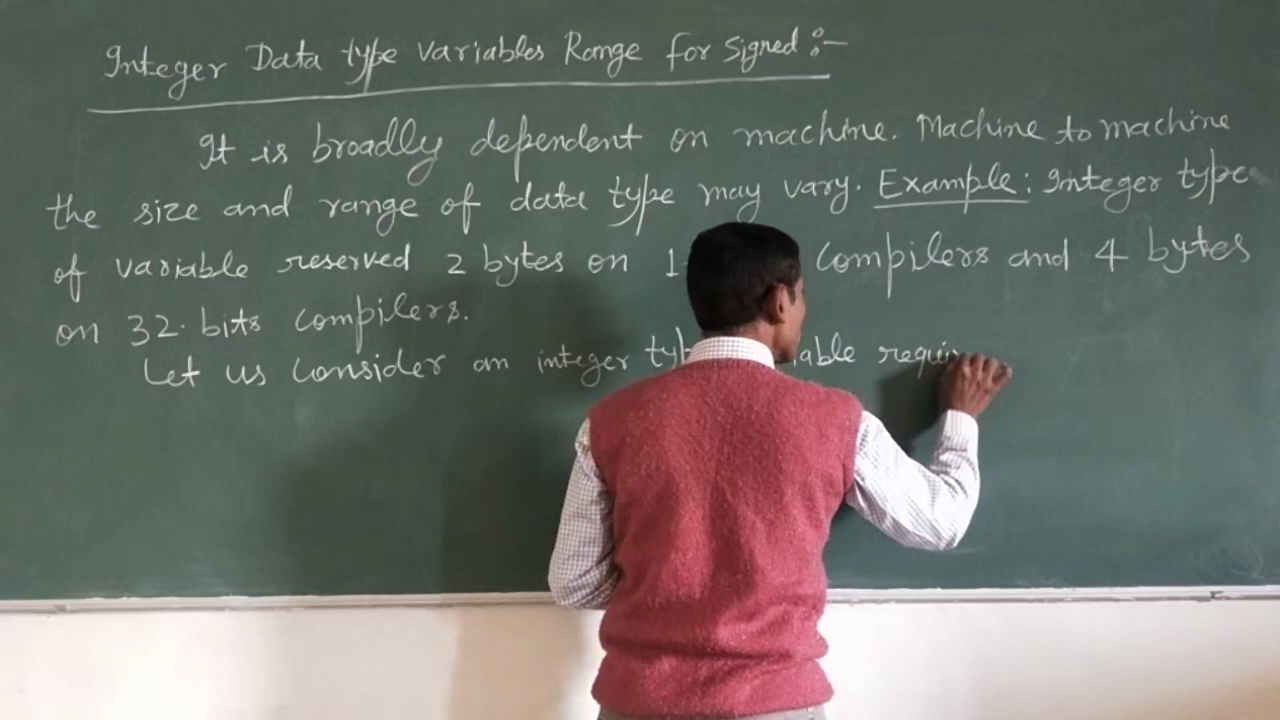 Integer Data type variables Range for Signed :-
It is broadly dependent on machine. Machine to machine
the size and range of data type may vary. Example: Integer type
of variable reserved 2 bytes on 1 compilers and 4 bytes
on 32 bits compilers.
Let us consider an integer